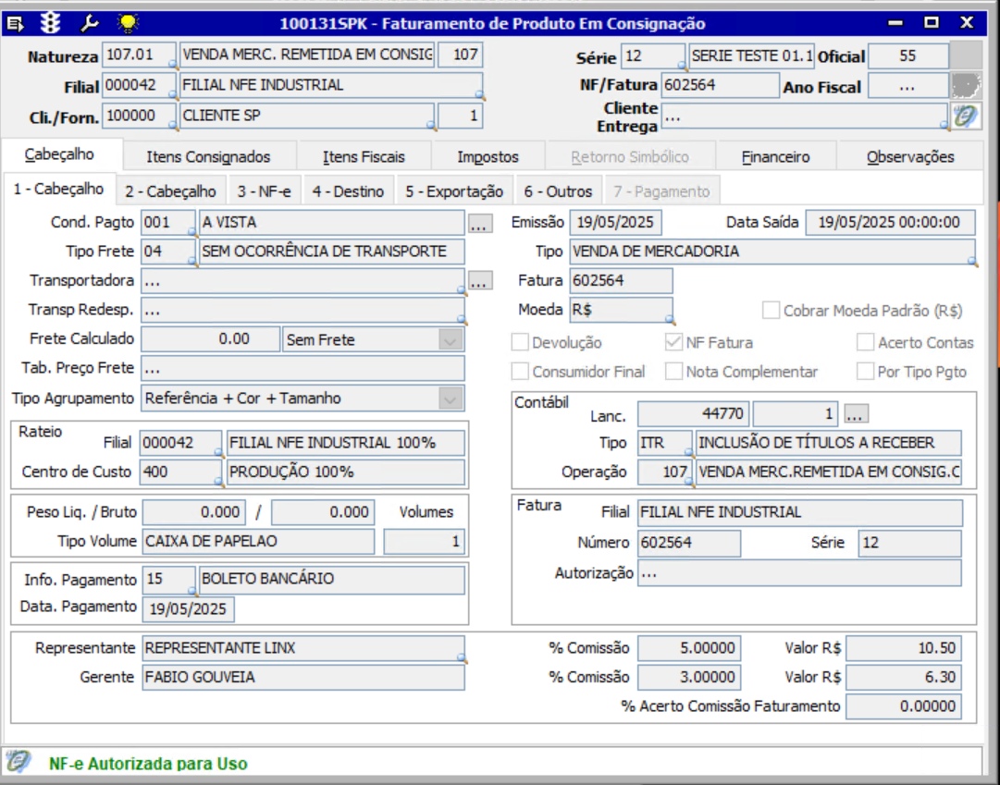 100131SPK - Faturamento de Produto Em Consignação
Natureza 107.01 VENDA MERC. REMETIDA EM CONSIG 107 Série 12 SERIE TESTE 01.1 Oficial 55
Filial 000042 FILIAL NFE INDUSTRIAL NF/Fatura 602564 Ano Fiscal ...
Cli./Forn. 100000 CLIENTE SP 1 Cliente Entrega ...
Cabeçalho Itens Consignados Itens Fiscais Impostos Retorno Simbólico Financeiro Observações
1 - Cabeçalho 2 - Cabeçalho 3 - NF-e 4 - Destino 5 - Exportação 6 - Outros 7 - Pagamento
Cond. Pagto 001 A VISTA ... Emissão 19/05/2025 Data Saída 19/05/2025 00:00:00
Tipo Frete 04 SEM OCORRÊNCIA DE TRANSPORTE Tipo VENDA DE MERCADORIA
Transportadora ... ... Fatura 602564
Transp Redesp. ... Moeda R$ Cobrar Moeda Padrão (R$)
Frete Calculado 0.00 Sem Frete Devolução NF Fatura Acerto Contas
Tab. Preço Frete ... Consumidor Final Nota Complementar Por Tipo Pgto
Tipo Agrupamento Referência + Cor + Tamanho
Contábil
Lanc. 44770 1 ...
Rateio
Filial 000042 FILIAL NFE INDUSTRIAL 100% Tipo ITR INCLUSÃO DE TÍTULOS A RECEBER
Centro de Custo 400 PRODUÇÃO 100% Operação 107 VENDA MERC.REMETIDA EM CONSIG.C
Peso Liq. / Bruto 0.000 / 0.000 Volumes Fatura Filial FILIAL NFE INDUSTRIAL
Tipo Volume CAIXA DE PAPELAO 1 Número 602564 Série 12
Info. Pagamento 15 BOLETO BANCÁRIO Autorização ...
Data. Pagamento 19/05/2025
Representante REPRESENTANTE LINX % Comissão 5.00000 Valor R$ 10.50
Gerente FABIO GOUVEIA % Comissão 3.00000 Valor R$ 6.30
% Acerto Comissão Faturamento 0.00000
NF-e Autorizada para Uso